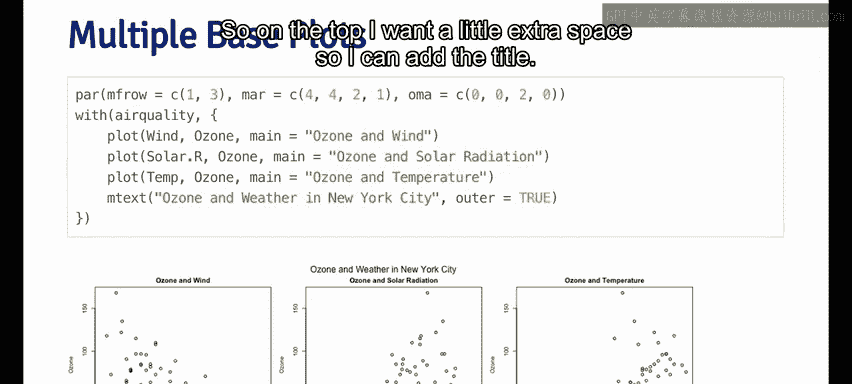 Multiple Base Plots
So on the top I want a little extra space
so I can add the title.
par(mfrow = c(1, 3), mar = c(4, 4, 2, 1), oma = c(0, 0, 2, 0))
with(airquality, {
    plot(Wind, Ozone, main = "Ozone and Wind")
    plot(Solar.R, Ozone, main = "Ozone and Solar Radiation")
    plot(Temp, Ozone, main = "Ozone and Temperature")
    mtext("Ozone and Weather in New York City", outer = TRUE)
})
Ozone and Weather in New York City
Ozone and Wind
Ozone and Solar Radiation
Ozone and Temperature
150
100
Ozone
150
100
Ozone
150
100
Ozone